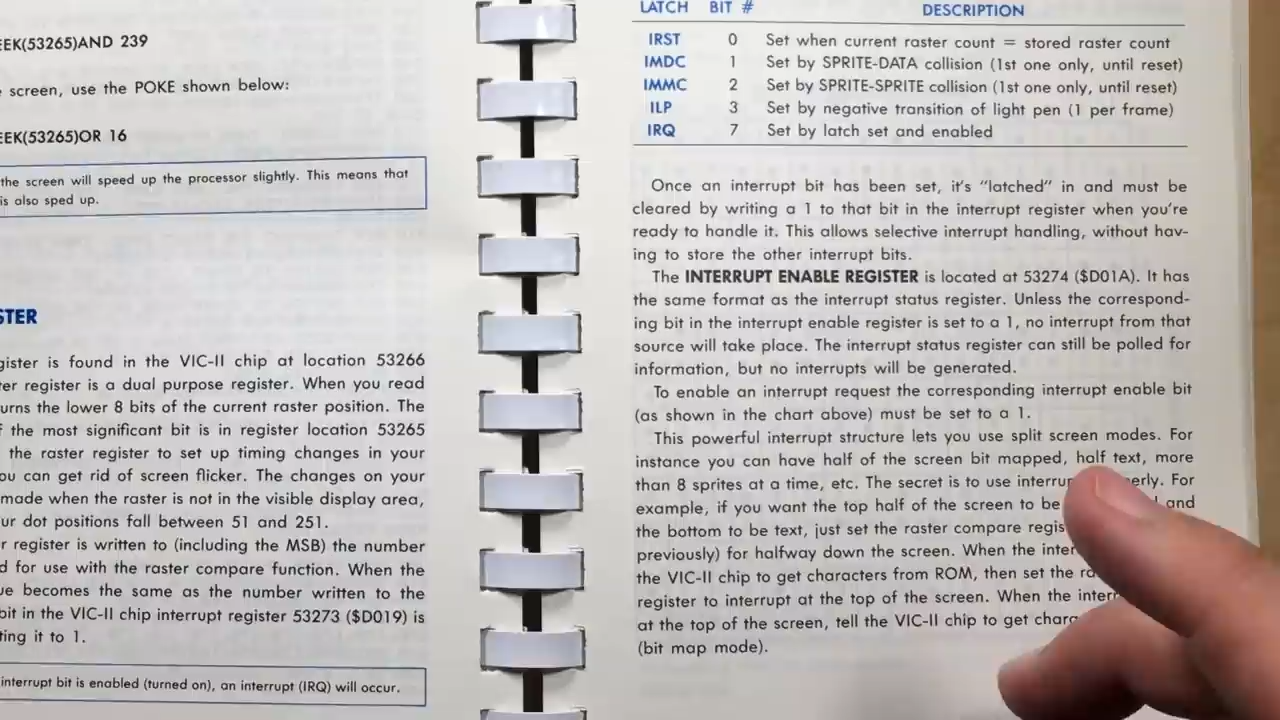 EEK(53265)AND 239
screen, use the POKE shown below:
EEK(53265)OR 16
the screen will speed up the processor slightly. This means that
is also sped up.
STER
gister is found in the VIC-II chip at location 53266
ter register is a dual purpose register. When you read
urns the lower 8 bits of the current raster position. The
f the most significant bit is in register location 53265
the raster register to set up timing changes in your
ou can get rid of screen flicker. The changes on your
made when the raster is not in the visible display area,
ur dot positions fall between 51 and 251.
r register is written to (including the MSB) the number
d for use with the raster compare function. When the
ue becomes the same as the number written to the
bit in the VIC-II chip interrupt register 53273 ($D019) is
ting it to 1.
interrupt bit is enabled (turned on), an interrupt (IRQ) will occur.
LATCH BIT # DESCRIPTION
IRST 0 Set when current raster count = stored raster count
IMDC 1 Set by SPRITE-DATA collision (1st one only, until reset)
IMMC 2 Set by SPRITE-SPRITE collision (1st one only, until reset)
ILP 3 Set by negative transition of light pen (1 per frame)
IRQ 7 Set by latch set and enabled
Once an interrupt bit has been set, it's "latched" in and must be
cleared by writing a 1 to that bit in the interrupt register when you're
ready to handle it. This allows selective interrupt handling, without hav-
ing to store the other interrupt bits.
The INTERRUPT ENABLE REGISTER is located at 53274 ($D01A). It has
the same format as the interrupt status register. Unless the correspond-
ing bit in the interrupt enable register is set to a 1, no interrupt from that
source will take place. The interrupt status register can still be polled for
information, but no interrupts will be generated.
To enable an interrupt request the corresponding interrupt enable bit
(as shown in the chart above) must be set to a 1.
This powerful interrupt structure lets you use split screen modes. For
instance you can have half of the screen bit mapped, half text, more
than 8 sprites at a time, etc. The secret is to use interrup erly. For
example, if you want the top half of the screen to be and
the bottom to be text, just set the raster compare regis
previously) for halfway down the screen. When the inter
the VIC-II chip to get characters from ROM, then set the ra
register to interrupt at the top of the screen. When the interr
at the top of the screen, tell the VIC-II chip to get chara
(bit map mode).